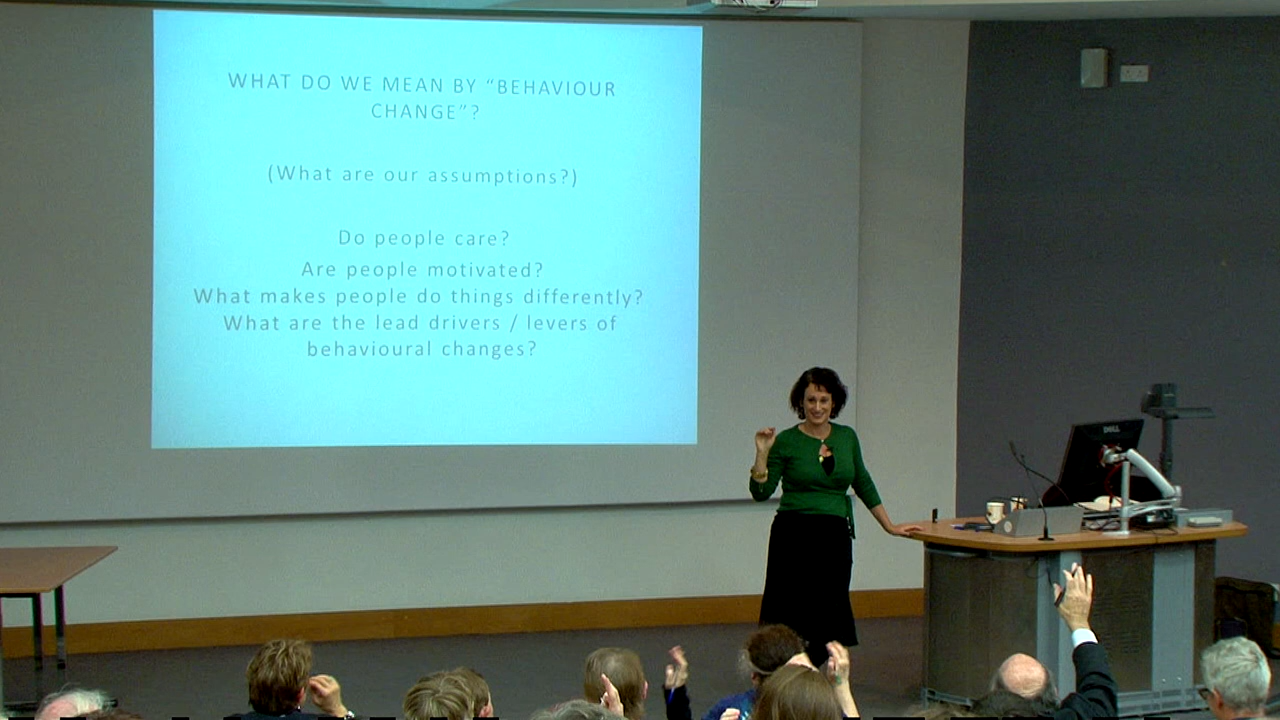 WHAT DO WE MEAN BY “BEHAVIOUR
CHANGE”?
(What are our assumptions?)
Do people care?
Are people motivated?
What makes people do things differently?
What are the lead drivers / levers of
behavioural changes?
DELL